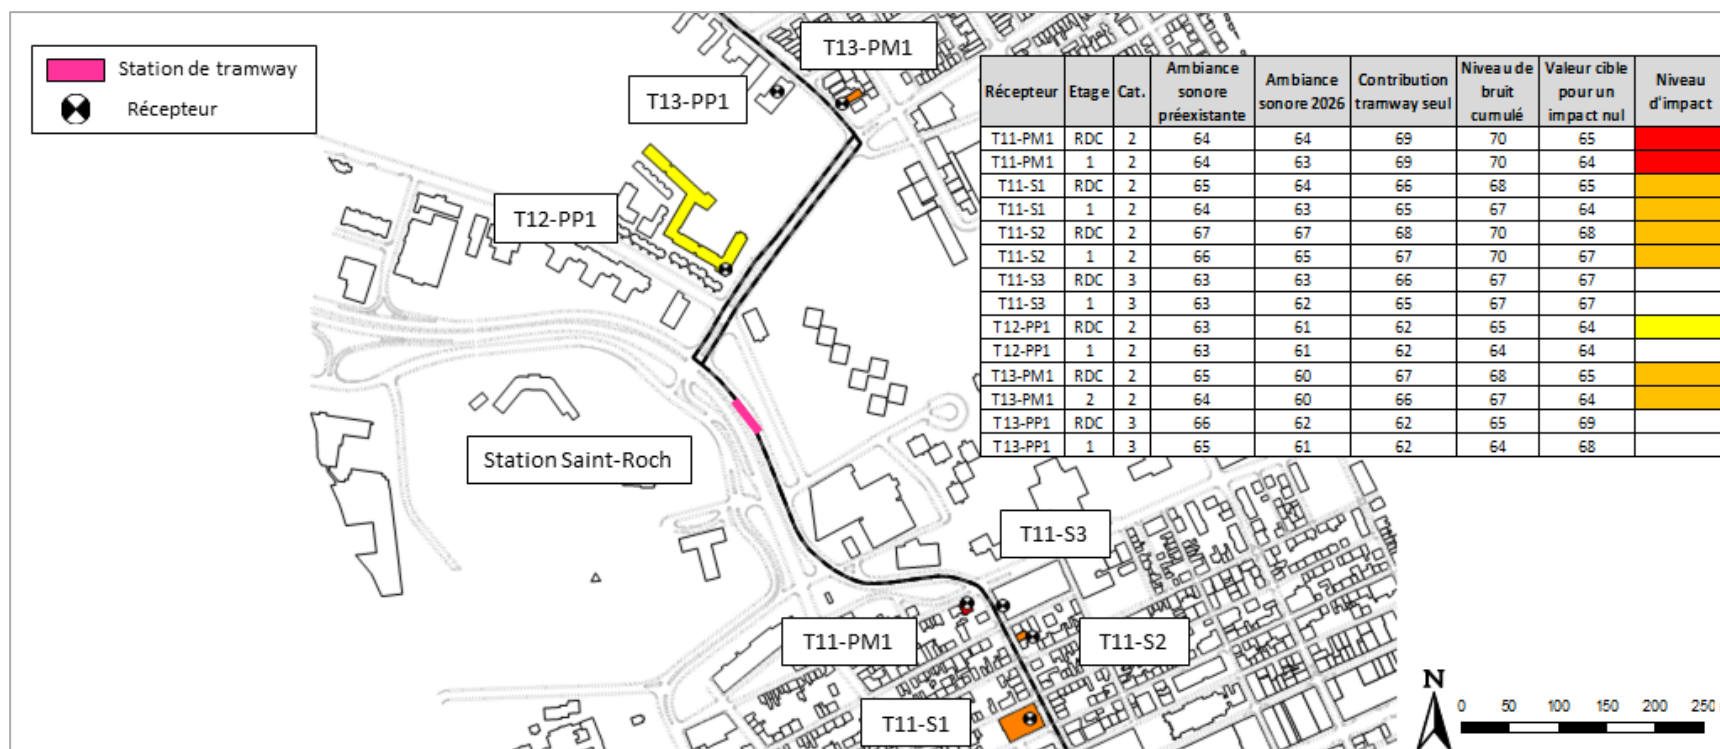 Station de tramway
Récepteur
T13-PM1
T13-PP1
T12-PP1
Station Saint-Roch
T11-S3
T11-PM1
T11-S2
T11-S1
Récepteur Etage Cat. Ambiance sonore préexistante Ambiance sonore 2026 Contribution tramway seul Niveau de bruit cumulé Valeur cible pour un impact nul Niveau d'impact
T11-PM1 RDC 2 64 64 69 70 65
T11-PM1 1 2 64 63 69 70 64
T11-S1 RDC 2 65 64 66 68 65
T11-S1 1 2 64 63 65 67 64
T11-S2 RDC 2 67 67 68 70 68
T11-S2 1 2 66 65 67 70 67
T11-S3 RDC 3 63 63 66 67 67
T11-S3 1 3 63 62 65 67 67
T12-PP1 RDC 2 63 61 62 65 64
T12-PP1 1 2 63 61 62 64 64
T13-PM1 RDC 2 65 60 67 68 65
T13-PM1 2 2 64 60 66 67 64
T13-PP1 RDC 3 66 62 62 65 69
T13-PP1 1 3 65 61 62 64 68
N
0 50 100 150 200 250